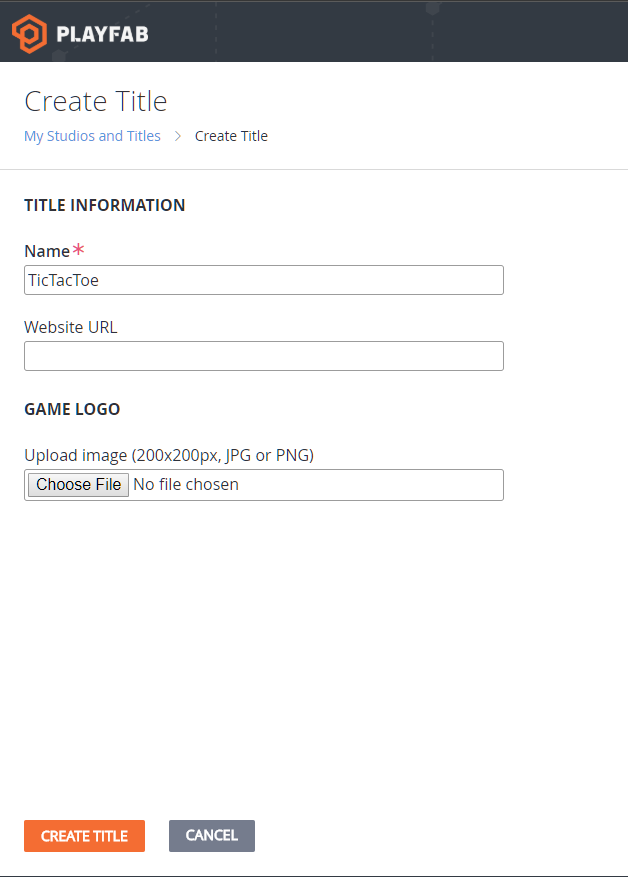 PLAYFAB
Create Title
My Studios and Titles > Create Title
TITLE INFORMATION
Name*
TicTacToe
Website URL
GAME LOGO
Upload image (200x200px, JPG or PNG)
Choose File No file chosen
CREATE TITLE CANCEL